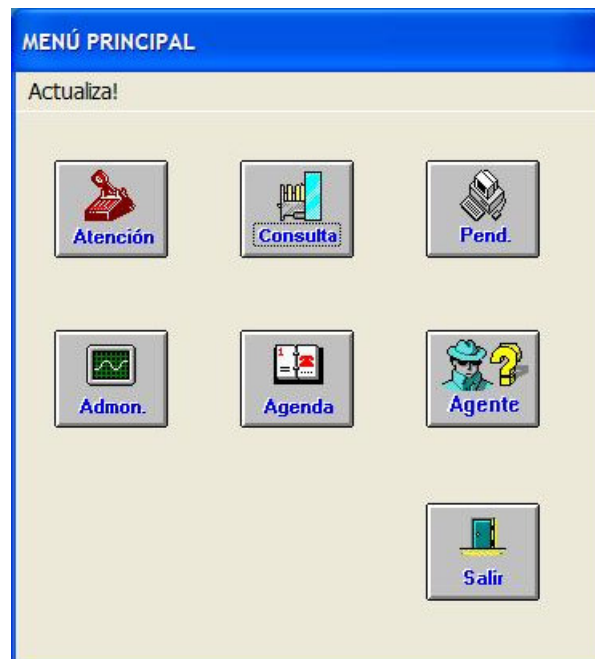 MENÚ PRINCIPAL
Actualiza!
Atención
Consulta
Pend.
Admon.
Agenda
Agente
Salir